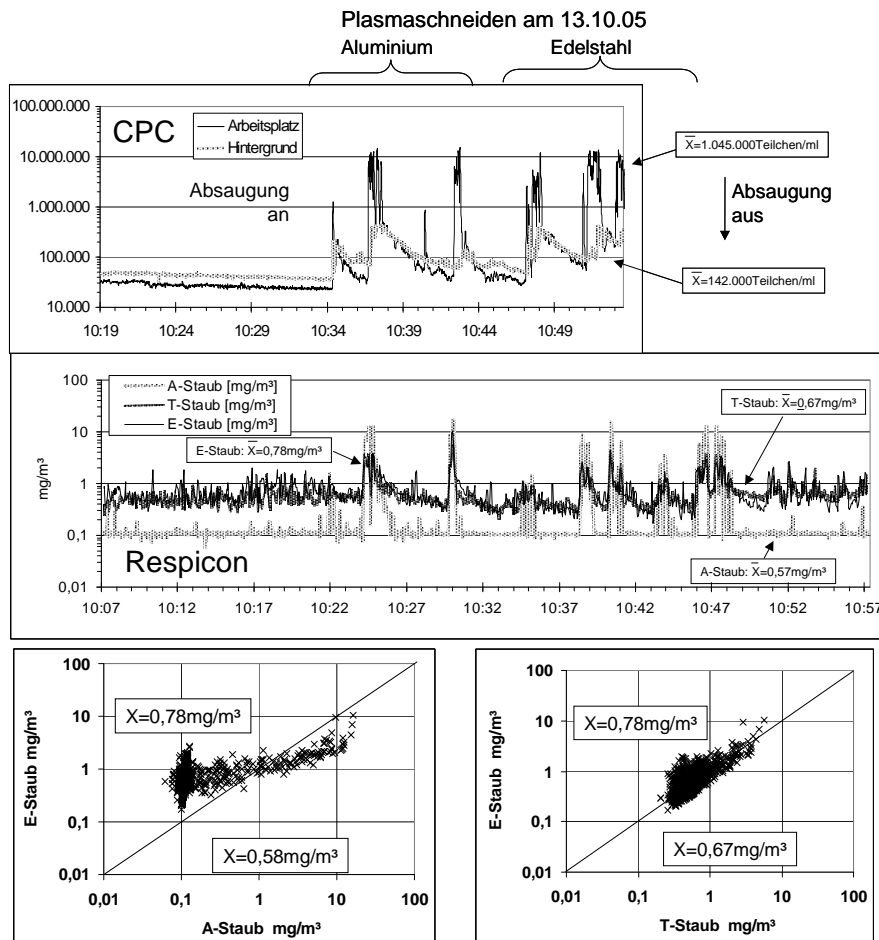 Plasmaschneiden am 13.10.05
Aluminium
Edelstahl
100.000.000
10.000.000
1.000.000
100.000
10.000
CPC
Arbeitsplatz
Hintergrund
Absaugung
an
X=1.045.000Teilchen/ml
Absaugung
aus
X=142.000Teilchen/ml
10:19 10:24 10:29 10:34 10:39 10:44 10:49
100
10
1
0,1
0,01
mg/m³
A-Staub [mg/m³]
T-Staub [mg/m³]
E-Staub [mg/m³]
E-Staub: X=0,78mg/m³
T-Staub: X=0,67mg/m³
A-Staub: X=0,57mg/m³
Respicon
10:07 10:12 10:17 10:22 10:27 10:32 10:37 10:42 10:47 10:52 10:57
E-Staub mg/m³
100
10
1
0,1
0,01
X=0,78mg/m³
X=0,58mg/m³
0,01 0,1 1 10 100
A-Staub mg/m³
E-Staub mg/m³
100
10
1
0,1
0,01
X=0,78mg/m³
X=0,67mg/m³
0,01 0,1 1 10 100
T-Staub mg/m³